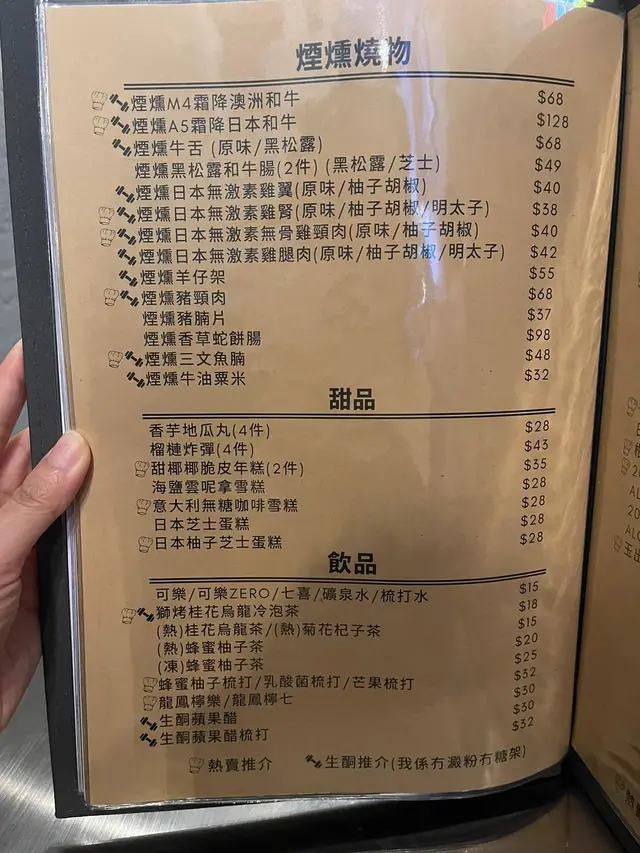 煙燻燒物
煙燻M4霜降澳洲和牛 $68
煙燻A5霜降日本和牛 $128
煙燻牛舌 (原味/黑松露) $68
煙燻黑松露和牛腸(2件) (黑松露/芝士) $49
煙燻日本無激素雞翼(原味/柚子胡椒) $40
煙燻日本無激素雞腎(原味/柚子胡椒/明太子) $38
煙燻日本無激素無骨雞頸肉(原味/柚子胡椒) $40
煙燻日本無激素雞腿肉(原味/柚子胡椒/明太子) $42
煙燻羊仔架 $55
煙燻豬頸肉 $68
煙燻豬腩片 $37
煙燻香草蛇餅腸 $98
煙燻三文魚腩 $48
煙燻牛油粟米 $32
甜品
香芋地瓜丸(4件) $28
榴槤炸彈(4件) $43
甜椰椰脆皮年糕(2件) $35
海鹽雲呢拿雪糕 $28
意大利無糖咖啡雪糕 $28
日本芝士蛋糕 $28
日本柚子芝士蛋糕 $28
飲品
可樂/可樂ZERO/七喜/礦泉水/梳打水 $15
獅烤桂花烏龍冷泡茶 $18
(熱)桂花烏龍茶/(熱)菊花杞子茶 $15
(熱)蜂蜜柚子茶 $20
(凍)蜂蜜柚子茶 $25
蜂蜜柚子梳打/乳酸菌梳打/芒果梳打 $32
龍鳳檸樂/龍鳳檸七 $30
生酮蘋果醋 $30
生酮蘋果醋梳打 $32
熱賣推介 生酮推介(我係冇澱粉冇糖架)